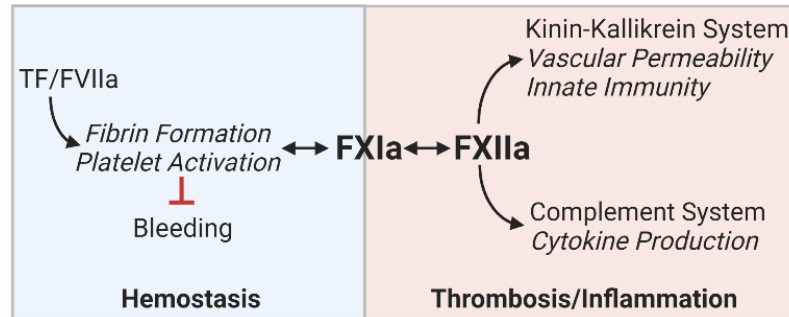 TF/FVIIa
Fibrin Formation
Platelet Activation
Bleeding
Hemostasis
FXIa
FXIIa
Kinin-Kallikrein System
Vascular Permeability
Innate Immunity
Complement System
Cytokine Production
Thrombosis/Inflammation